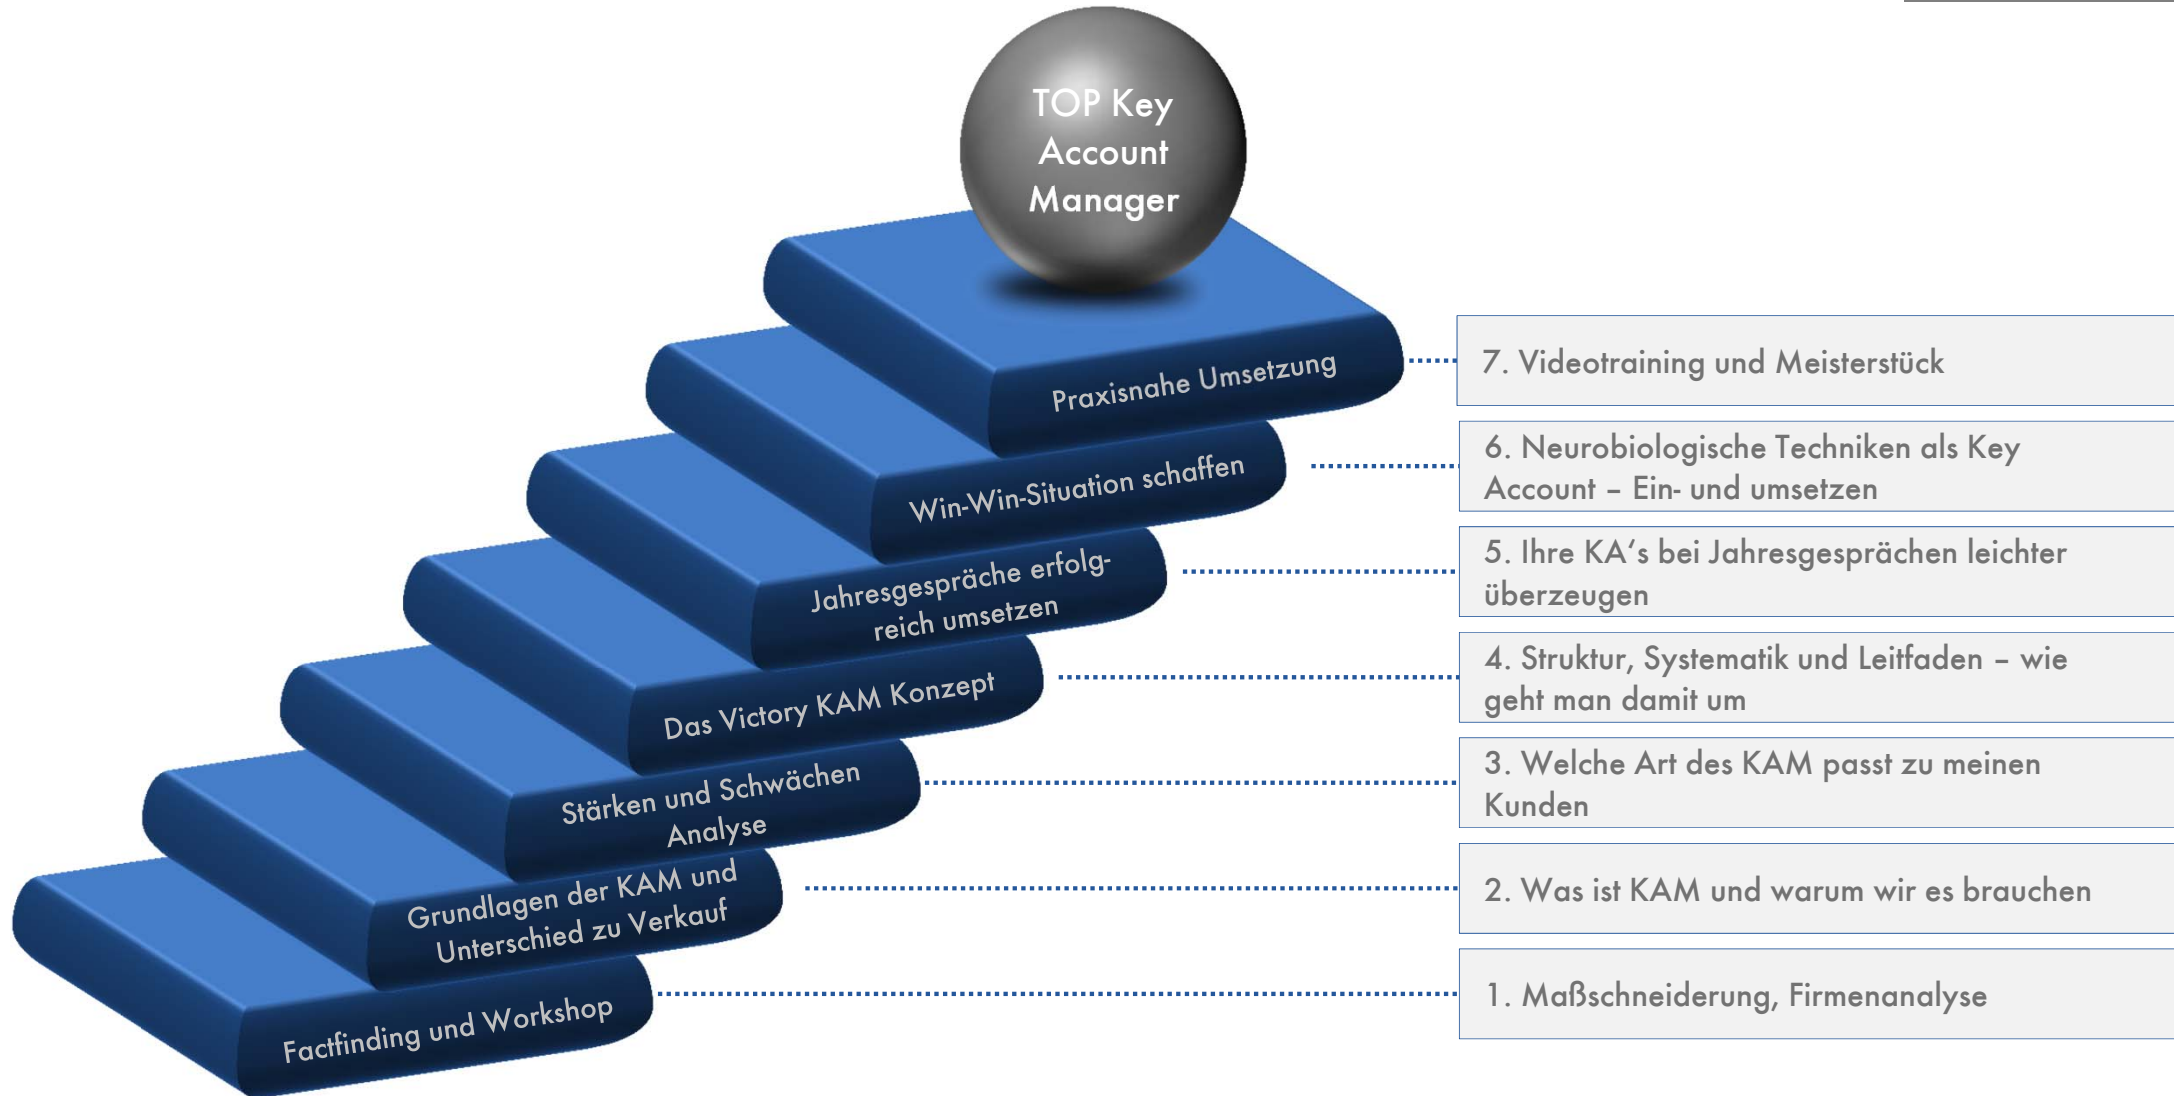 TOP Key
Account
Manager
Praxisnahe Umsetzung
7. Videotraining und Meisterstück
Win-Win-Situation schaffen
6. Neurobiologische Techniken als Key
Account – Ein- und umsetzen
Jahresgespräche erfolg-
reich umsetzen
5. Ihre KA‘s bei Jahresgesprächen leichter
überzeugen
Das Victory KAM Konzept
4. Struktur, Systematik und Leitfaden – wie
geht man damit um
Stärken und Schwächen
Analyse
3. Welche Art des KAM passt zu meinen
Kunden
Grundlagen der KAM und
Unterschied zu Verkauf
2. Was ist KAM und warum wir es brauchen
Factfinding und Workshop
1. Maßschneiderung, Firmenanalyse